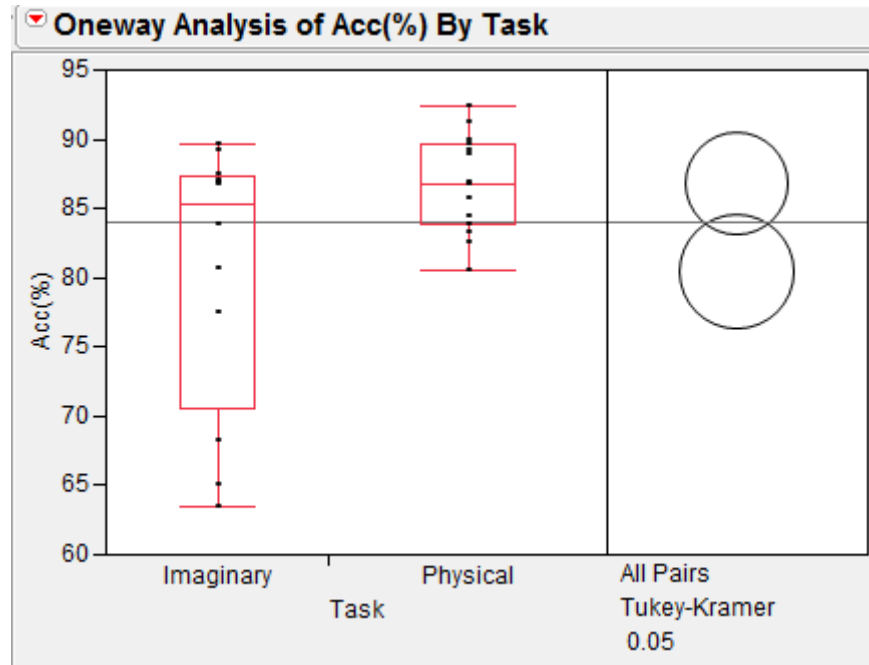 Oneway Analysis of Acc(%) By Task
95
90
85
80
75
70
65
60
Acc(%)
Imaginary
Physical
All Pairs
Tukey-Kramer
0.05
Task